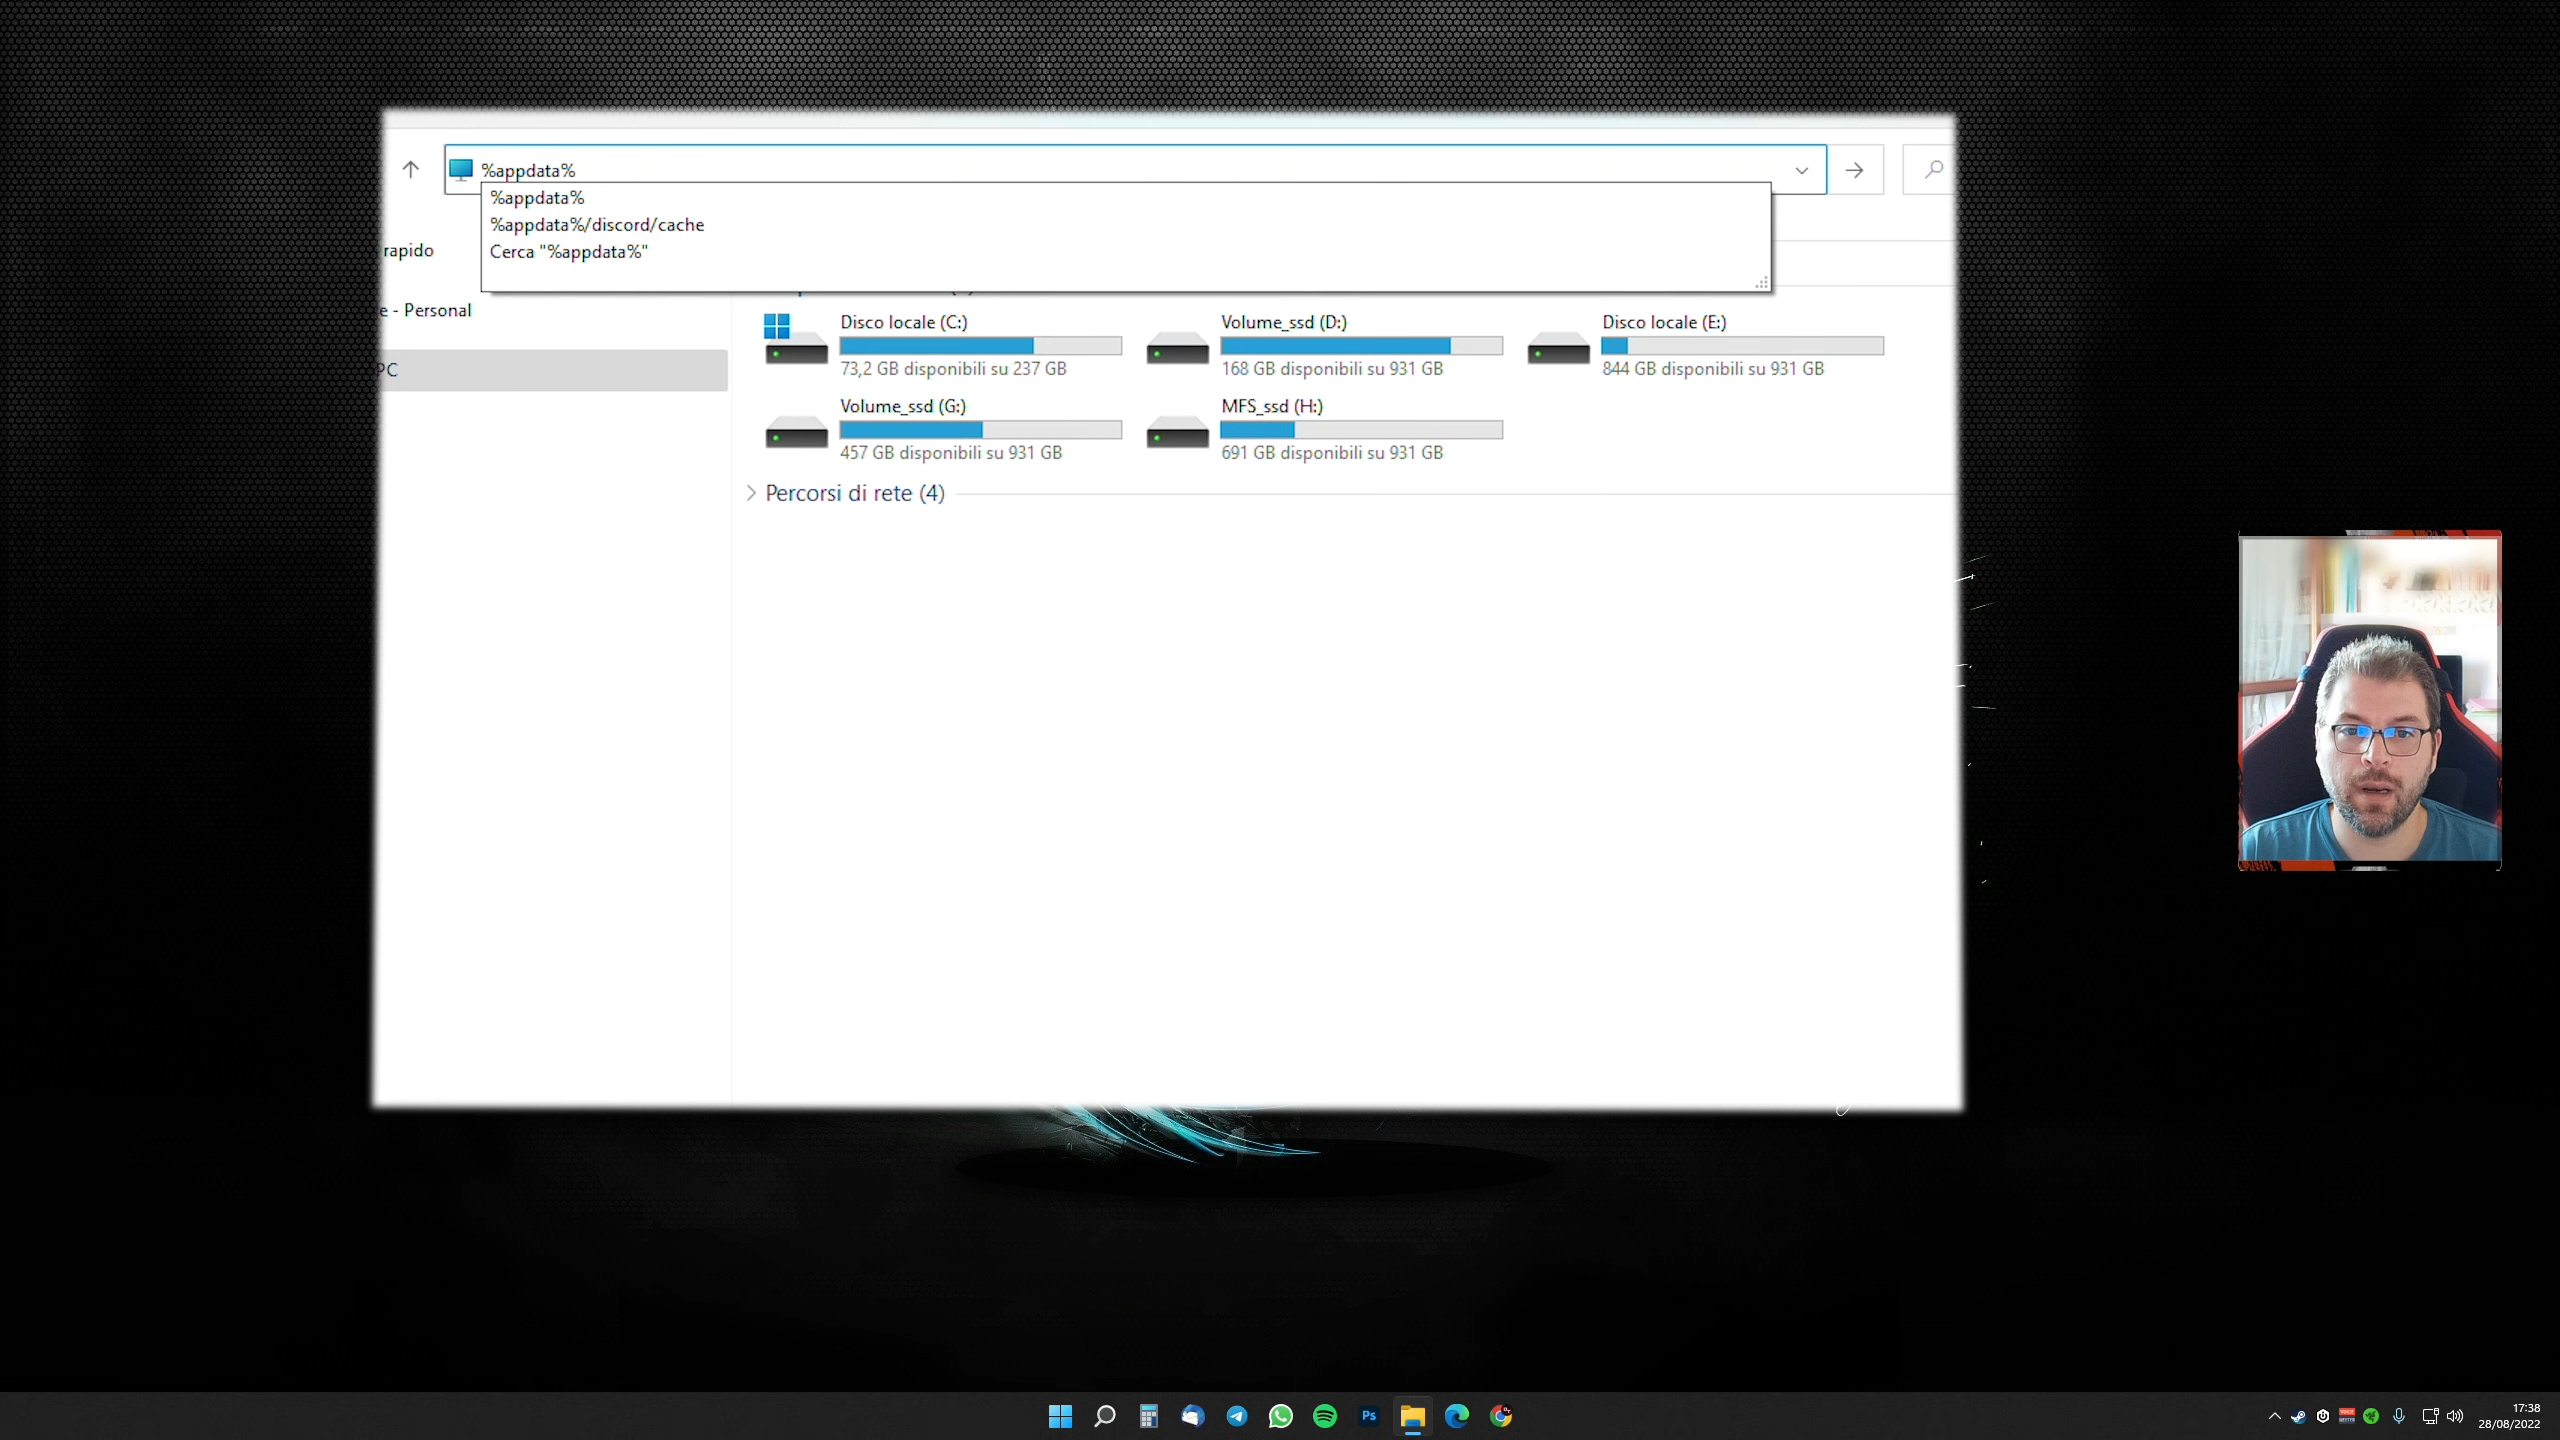 %appdata%
%appdata%
%appdata%/discord/cache
Cerca "%appdata%"
rapido
e - Personal
PC
Disco locale (C:)
73,2 GB disponibili su 237 GB
Volume_ssd (D:)
168 GB disponibili su 931 GB
Disco locale (E:)
844 GB disponibili su 931 GB
Volume_ssd (G:)
457 GB disponibili su 931 GB
MFS_ssd (H:)
691 GB disponibili su 931 GB
Percorsi di rete (4)
Ps
17:38
28/08/2022